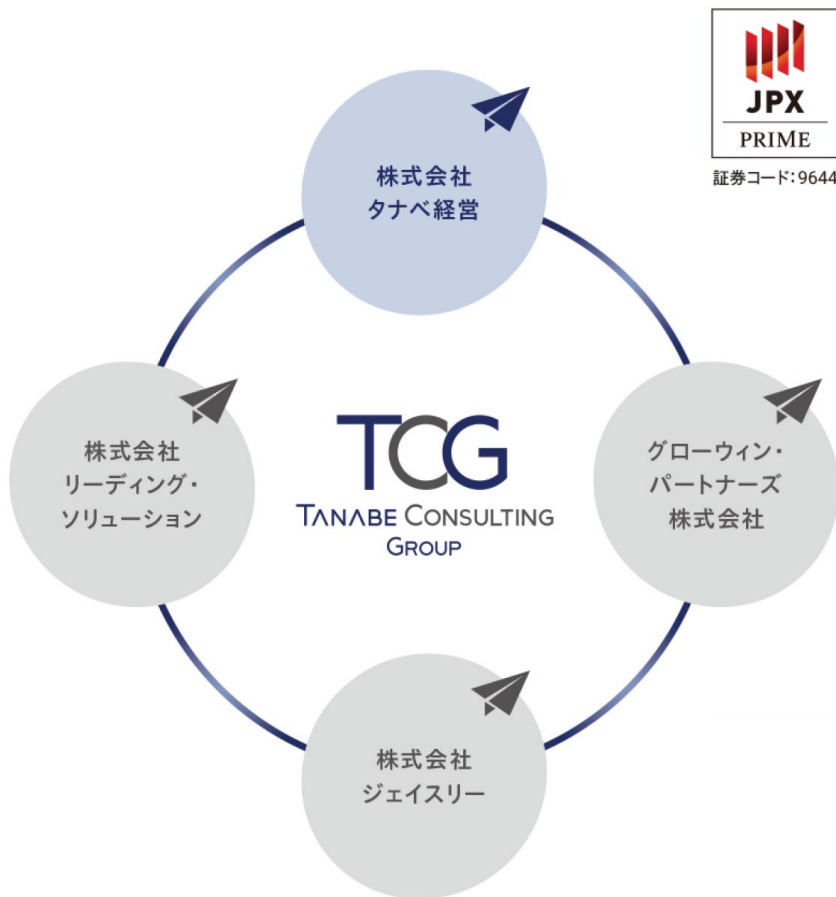 JPX
PRIME
証券コード：9644
株式会社
タナベ経営
株式会社
リーディング・
ソリューション
TCG
TANABE CONSULTING
GROUP
グローウィン・
パートナーズ
株式会社
株式会社
ジェイスリー